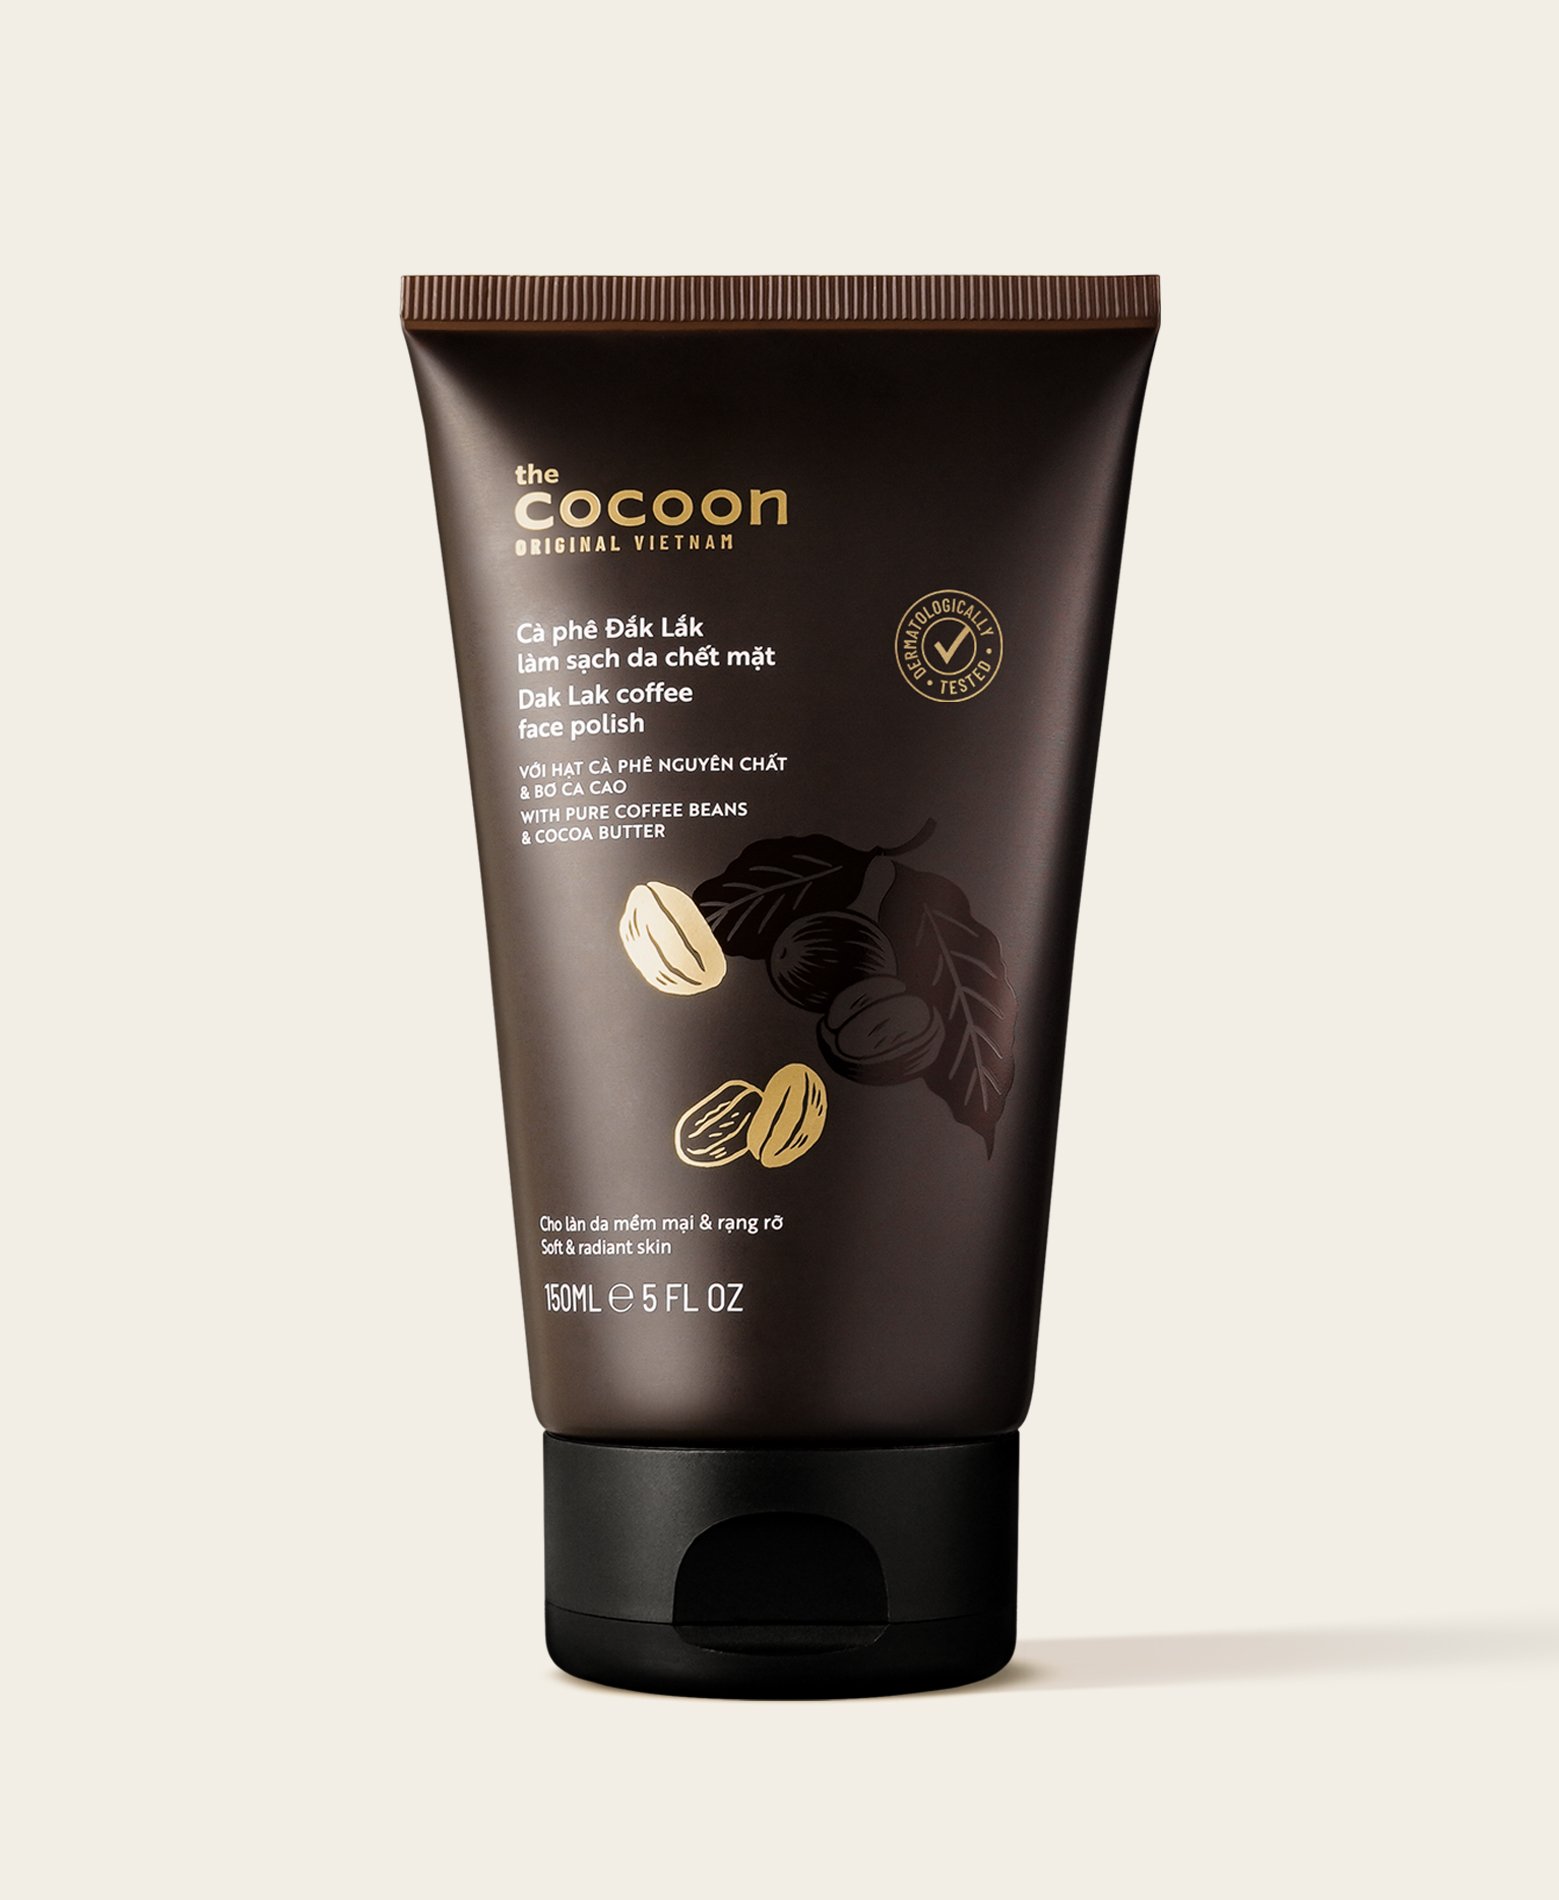 the
cocoon
ORIGINAL VIETNAM
Cà phê Đắk Lắk
làm sạch da chết mặt
Dak Lak coffee
face polish
VỚI HẠT CÀ PHÊ NGUYÊN CHẤT
& BƠ CA CAO
WITH PURE COFFEE BEANS
& COCOA BUTTER
DERMATOLOGICALLY
• TESTED •
Cho làn da mềm mại & rạng rỡ
Soft & radiant skin
150ML ℮ 5 FL OZ